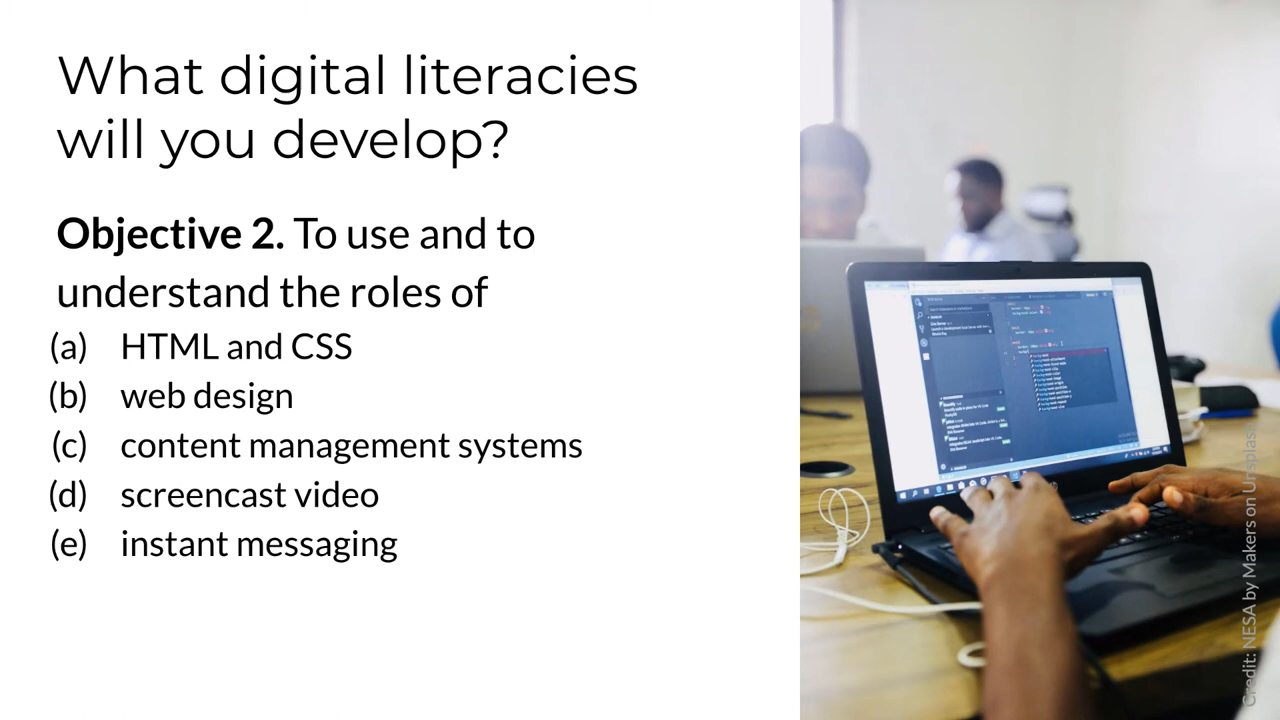 What digital literacies
will you develop?
Objective 2. To use and to
understand the roles of
(a) HTML and CSS
(b) web design
(c) content management systems
(d) screencast video
(e) instant messaging
Credit: NESA by Makers on Unsplash